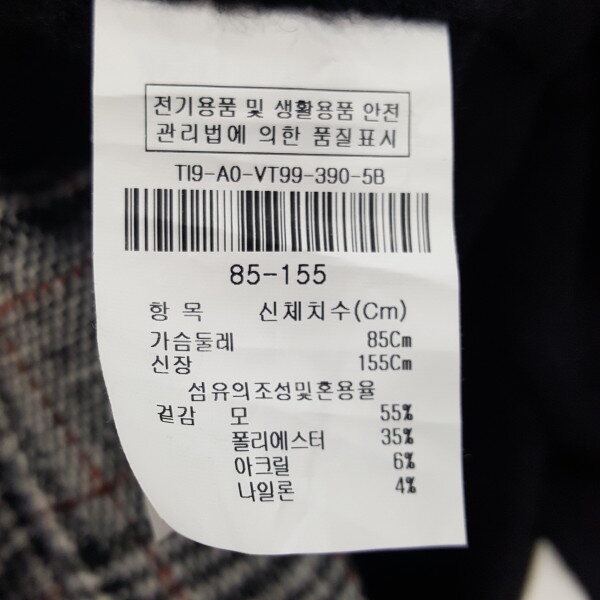 전기용품 및 생활용품 안전
관리법에 의한 품질표시
TI9-A0-VT99-390-5B
85-155
항 목 신체치수(Cm)
가슴둘레 85Cm
신장 155Cm
섬유의조성및혼용율
겉감 모 55%
폴리에스터 35%
아크릴 6%
나일론 4%